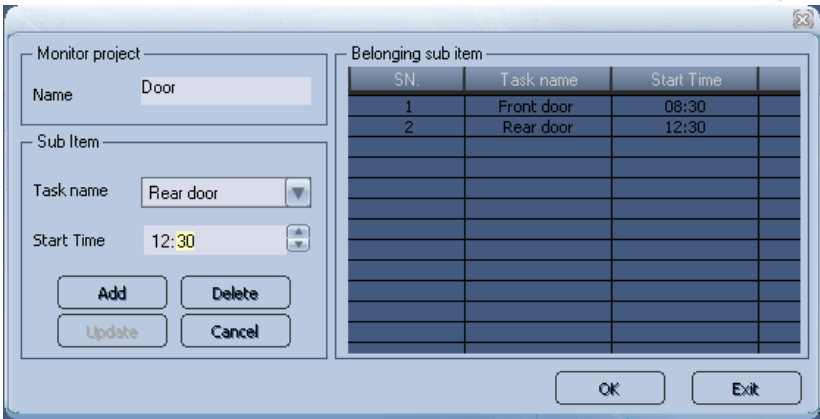 Monitor project
Name Door
Sub Item
Task name Rear door
Start Time 12:30
Add Delete
Update Cancel
Belonging sub item
SN. Task name Start Time
1 Front door 08:30
2 Rear door 12:30
OK Exit